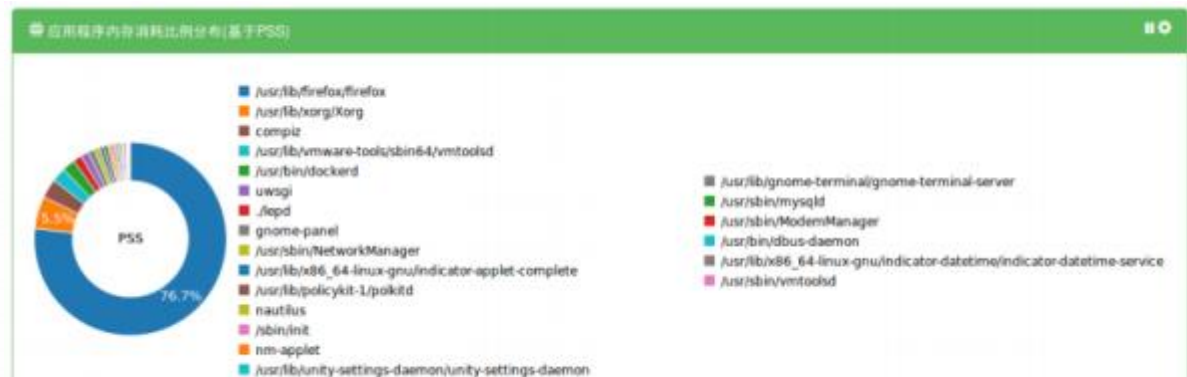 应用程序内存消耗比例分布(基于PSS)
/usr/lib/firefox/firefox
/usr/lib/xorg/Xorg
compiz
/usr/lib/vmware-tools/sbin64/vmtoolsd
/usr/bin/dockerd
uwsgi
./lepd
gnome-panel
/usr/sbin/NetworkManager
/usr/lib/x86_64-linux-gnu/indicator-applet-complete
/usr/lib/policykit-1/polkitd
nautilus
/sbin/init
nm-applet
/usr/lib/unity-settings-daemon/unity-settings-daemon
/usr/lib/gnome-terminal/gnome-terminal-server
/usr/sbin/mysqld
/usr/sbin/ModemManager
/usr/bin/dbus-daemon
/usr/lib/x86_64-linux-gnu/indicator-datetime/indicator-datetime-service
/usr/sbin/vmtoolsd
5.5%
PSS
76.7%